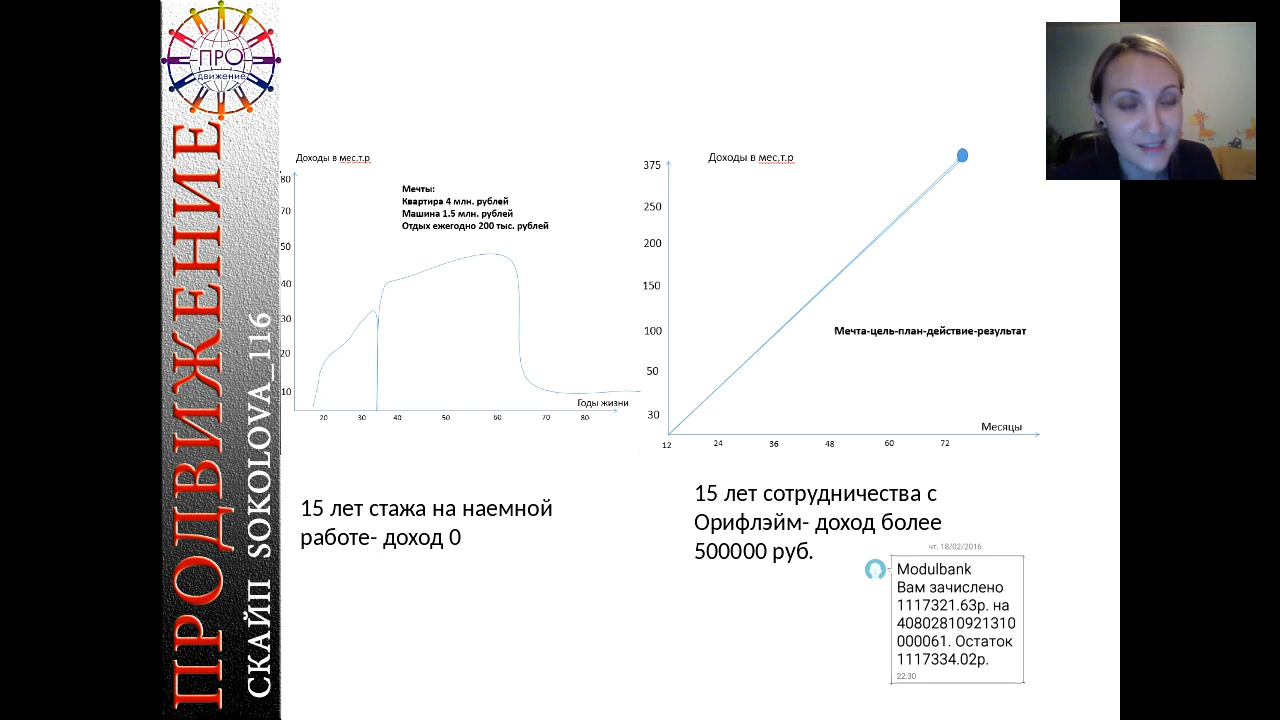 ПРО
движение
ПРОДВИЖЕНИЕ
СКАЙП SOKOLOVA_116
Доходы в мес.т.р
80
70
50
40
30
20
10
Мечты:
Квартира 4 млн. рублей
Машина 1.5 млн. рублей
Отдых ежегодно 200 тыс. рублей
Годы жизни
20 30 40 50 60 70 80
15 лет стажа на наемной
работе- доход 0
Доходы в мес.т.р
375
250
200
150
100
50
30
Мечта-цель-план-действие-результат
Месяцы
12 24 36 48 60 72
15 лет сотрудничества с
Орифлэйм- доход более
500000 руб.
чт, 18/02/2016
Modulbank
Вам зачислено
1117321.63р. на
40802810921310
000061. Остаток
1117334.02р.
22:30